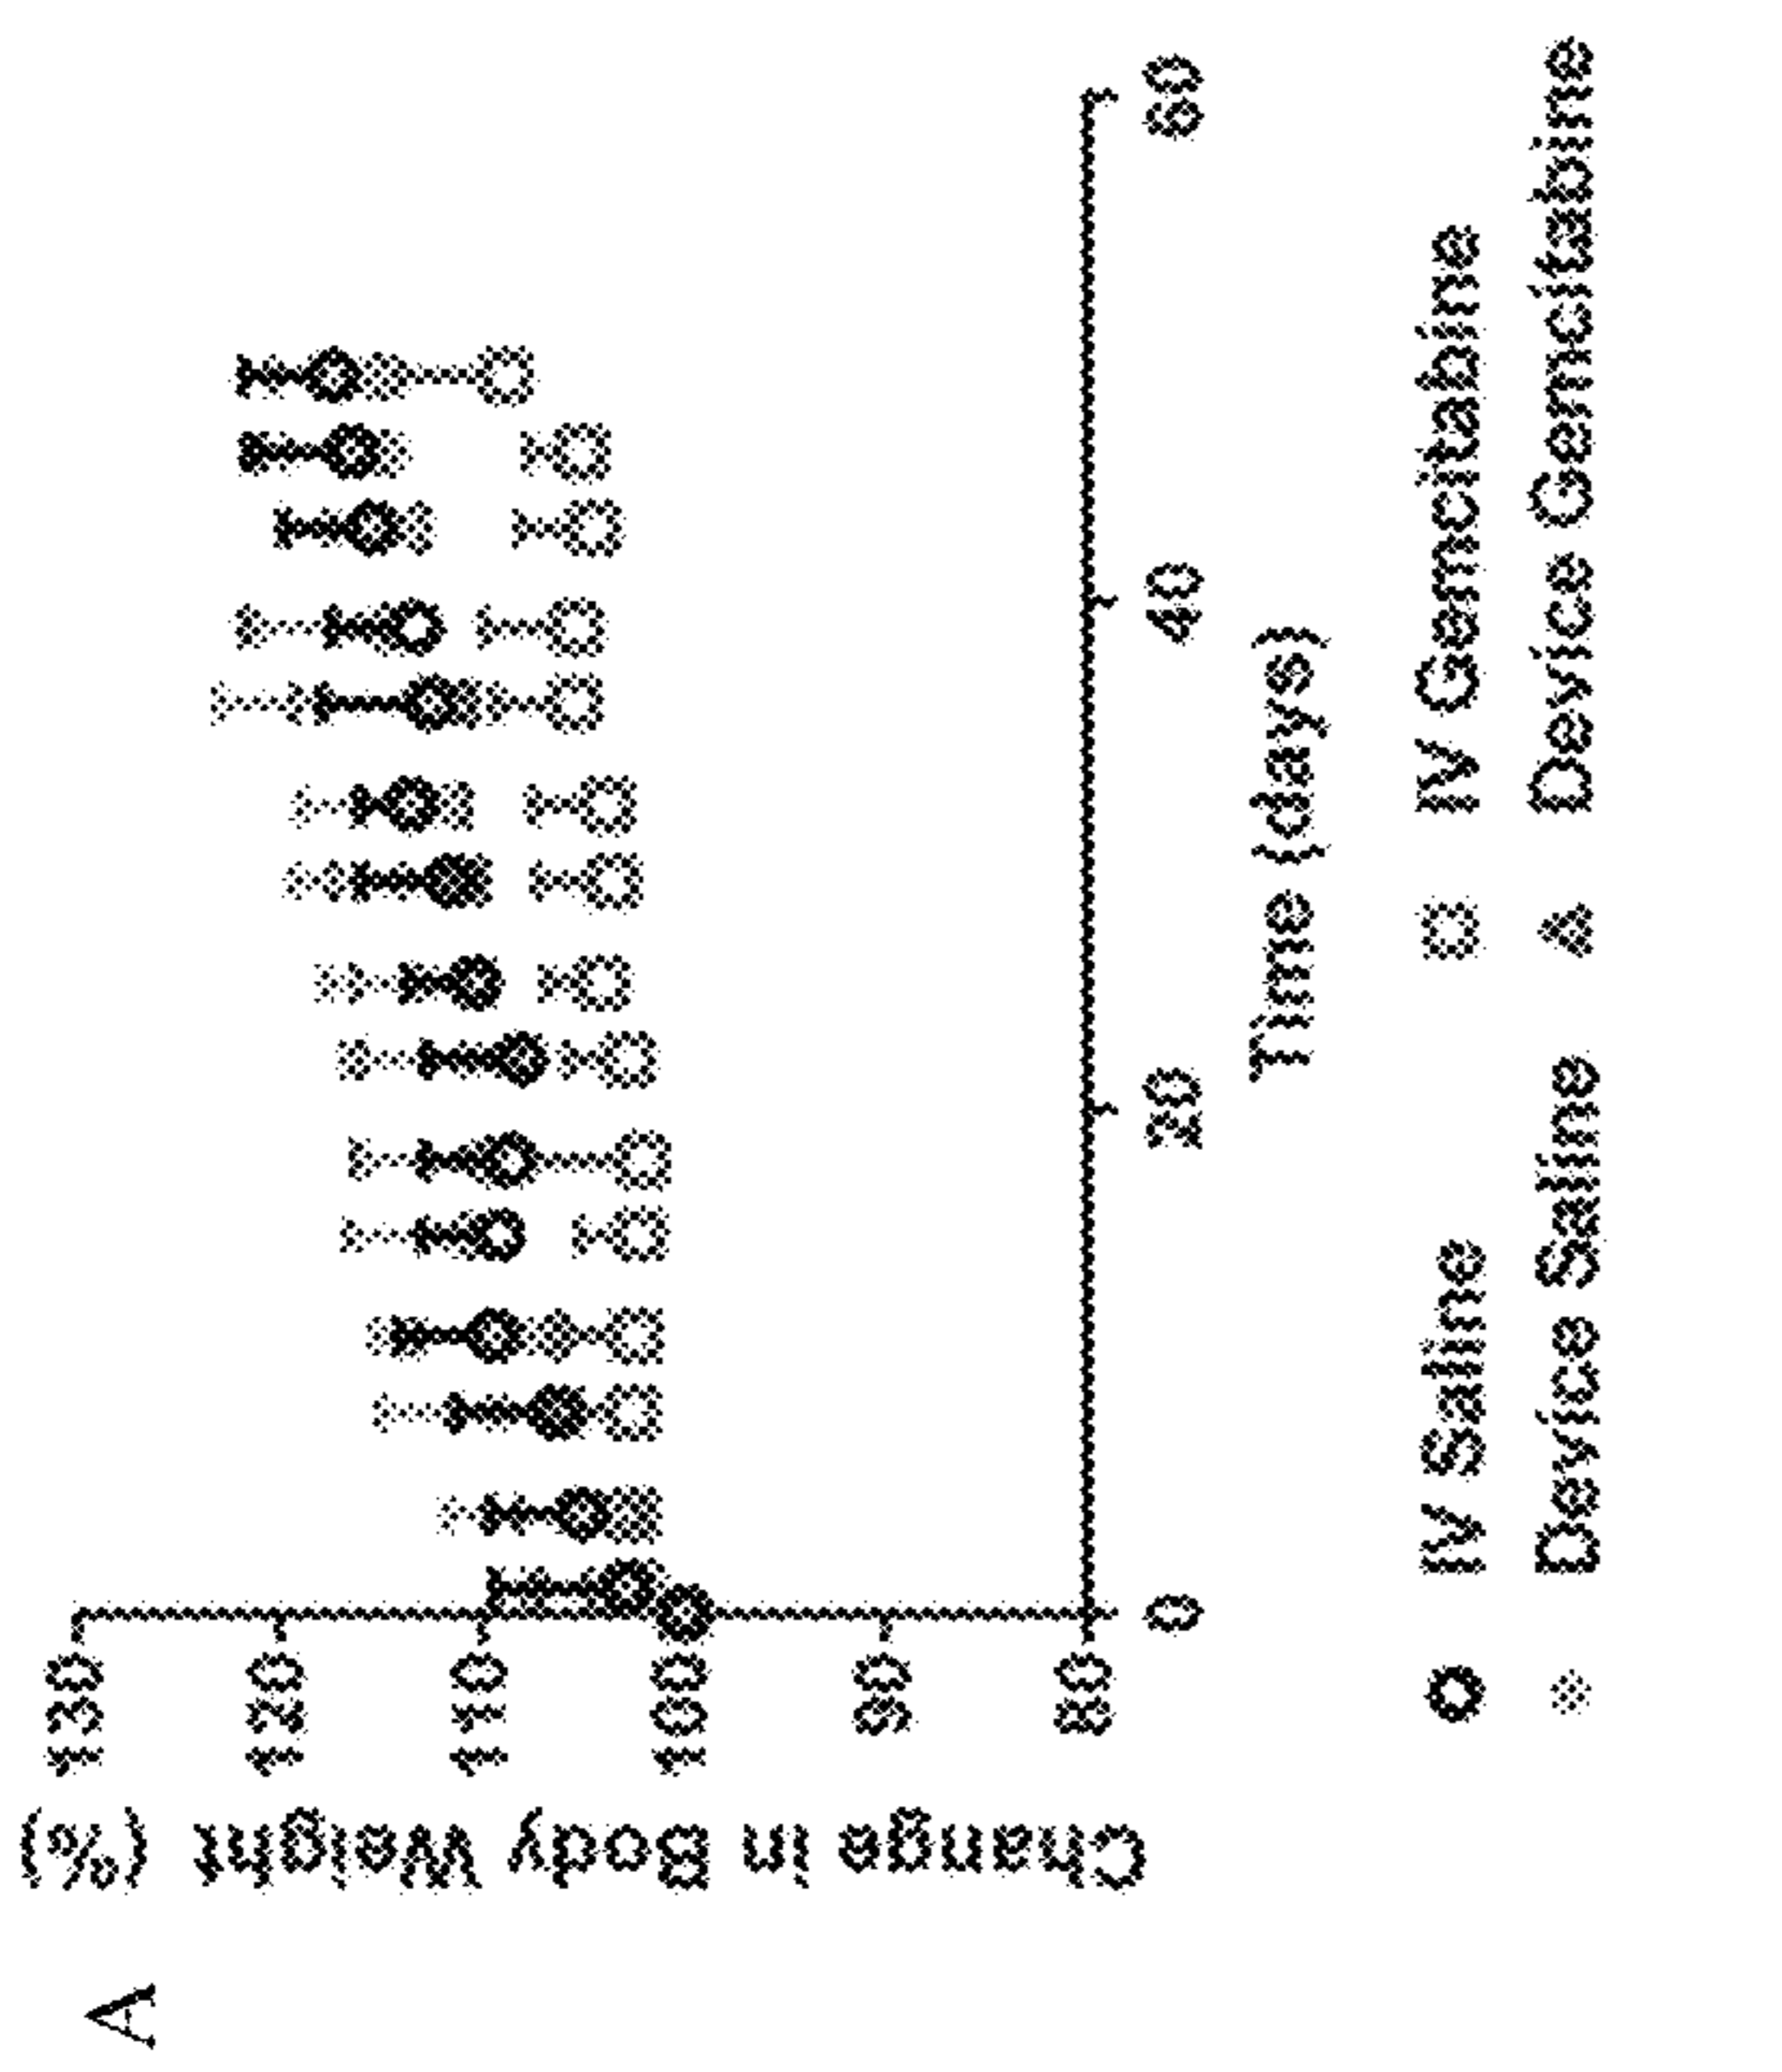 A
Change in Body Weight (%)
130
120
110
100
90
80
0
20
40
60
Time (days)
IV Saline
IV Gemcitabine
Device Saline
Device Gemcitabine